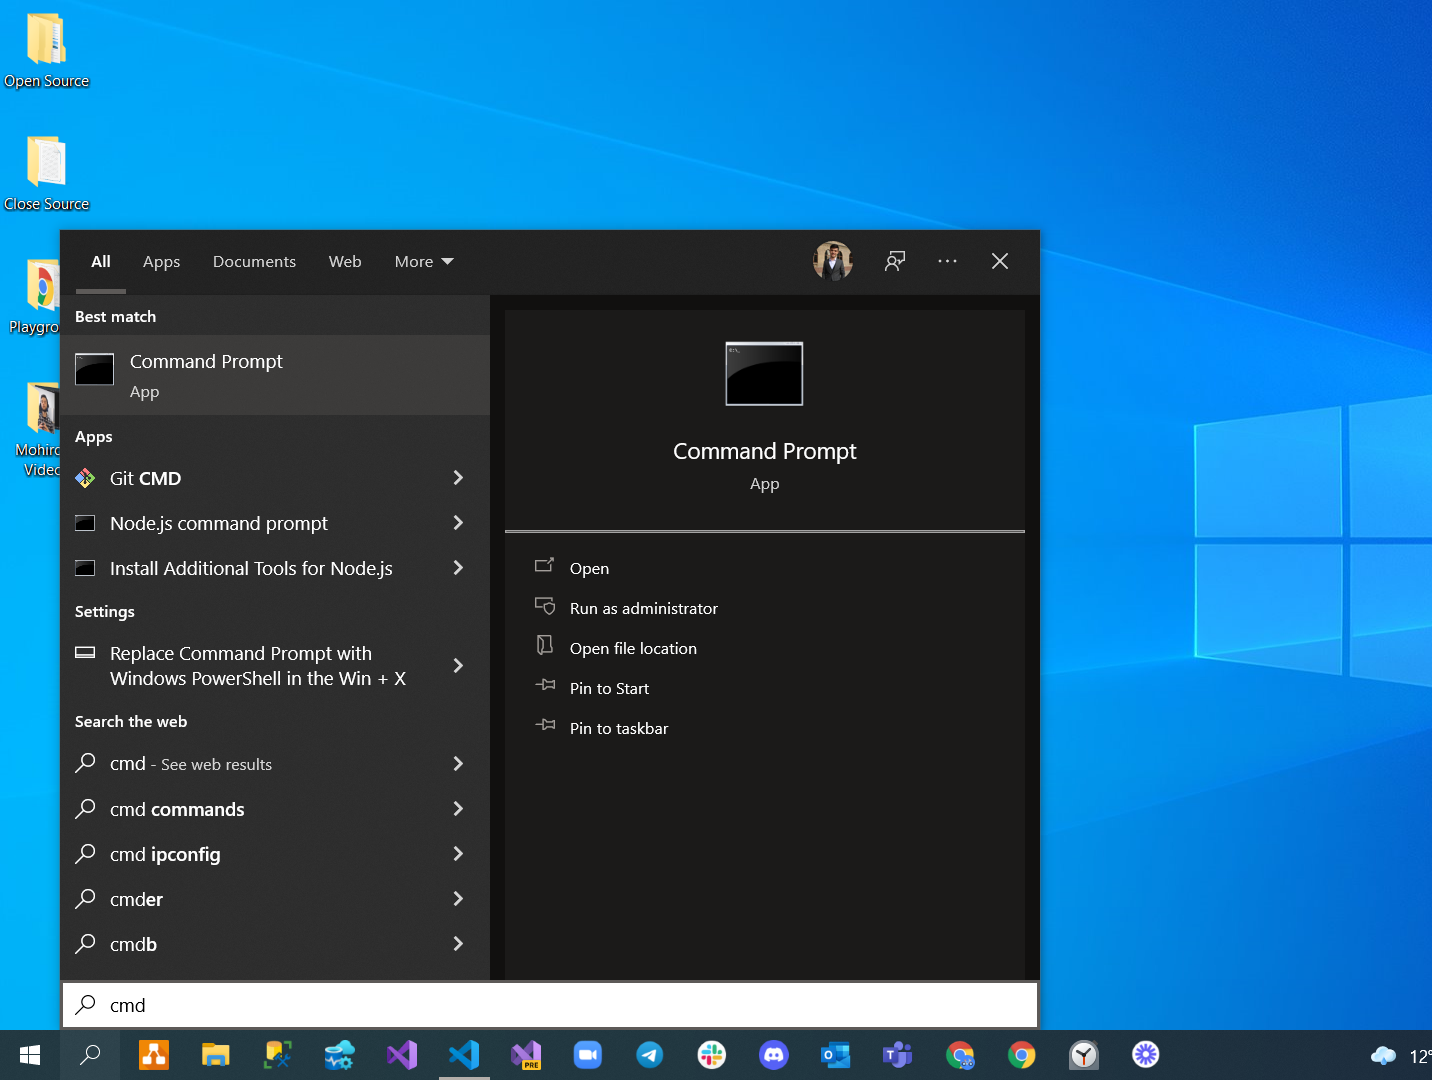 Open Source
Close Source
Playgro
Mohird
Video
All Apps Documents Web More
Best match
Command Prompt
App
Apps
Git CMD
Node.js command prompt
Install Additional Tools for Node.js
Settings
Replace Command Prompt with
Windows PowerShell in the Win + X
Search the web
cmd - See web results
cmd commands
cmd ipconfig
cmder
cmdb
Command Prompt
App
Open
Run as administrator
Open file location
Pin to Start
Pin to taskbar
cmd
PRE
12°